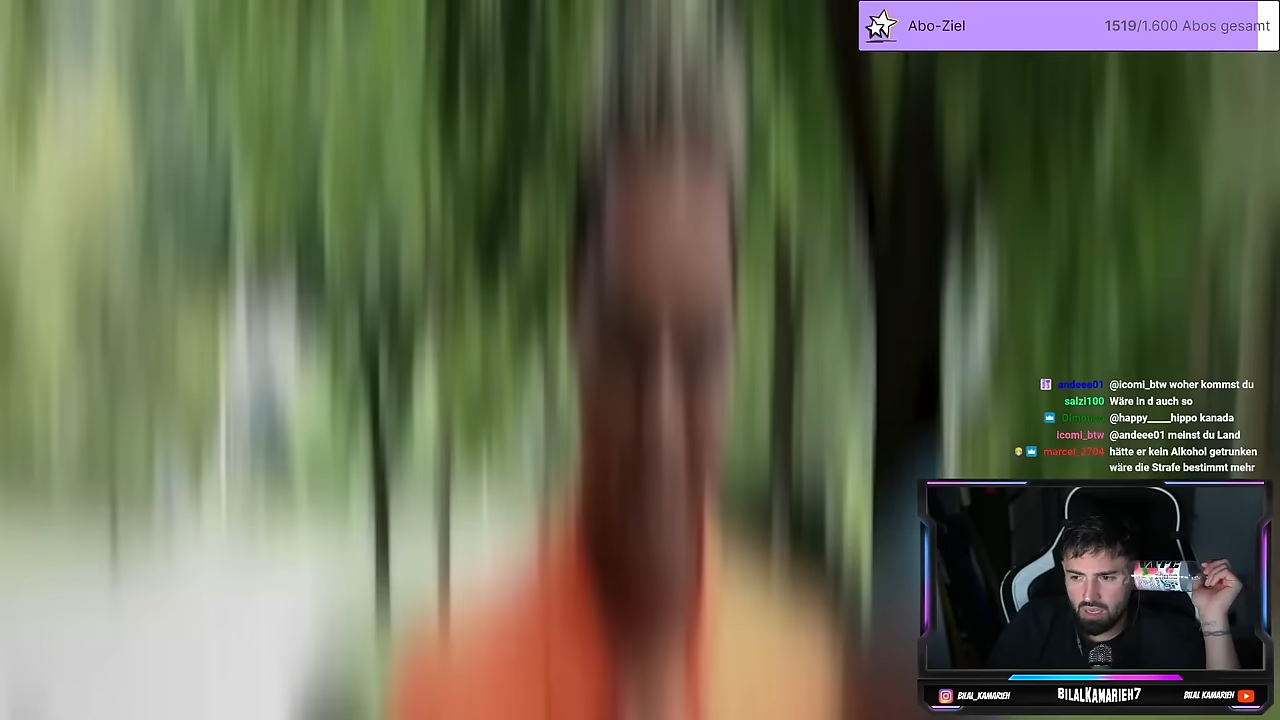 Abo-Ziel 1519/1.600 Abos gesamt
andeee01 @icomi_btw woher kommst du
salzi100 Wäre in d auch so
@happy____hippo kanada
icomi_btw @andeee01 meinst du Land
marcel_2704 hätte er kein Alkohol getrunken
wäre die Strafe bestimmt mehr
BILAL_KAMARIEH BILALKAMARIEH7 BILAL KAMARIEH